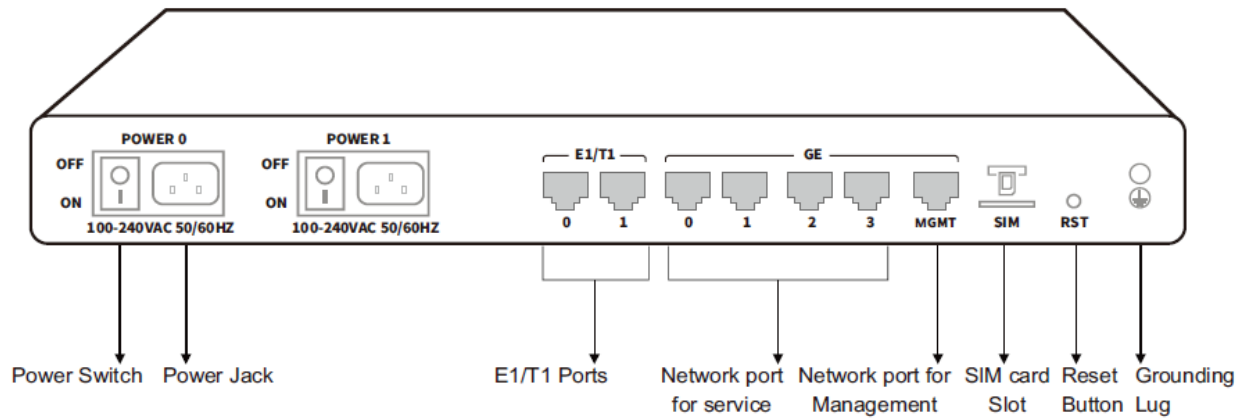 POWER 0
POWER 1
OFF
ON
OFF
ON
100-240VAC 50/60HZ
100-240VAC 50/60HZ
E1/T1
GE
0
1
0
1
2
3
MGMT
SIM
RST
Power Switch
Power Jack
E1/T1 Ports
Network port
for service
Network port for
Management
SIM card
Slot
Reset
Button
Grounding
Lug